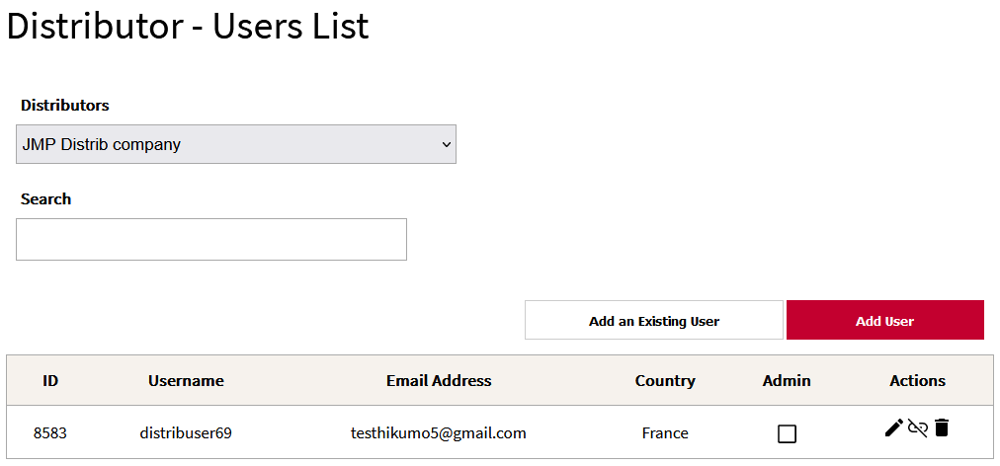 Distributor - Users List
Distributors
JMP Distrib company
Search
Add an Existing User Add User
ID Username Email Address Country Admin Actions
8583 distribuser69 testhikumo5@gmail.com France